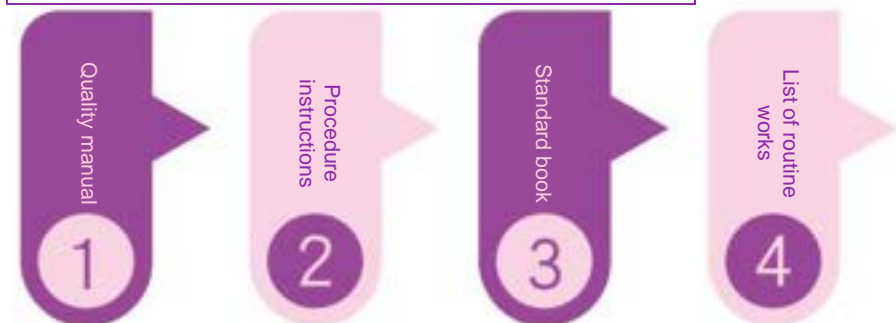 Quality manual
1
Procedure
instructions
2
Standard book
3
List of routine
works
4